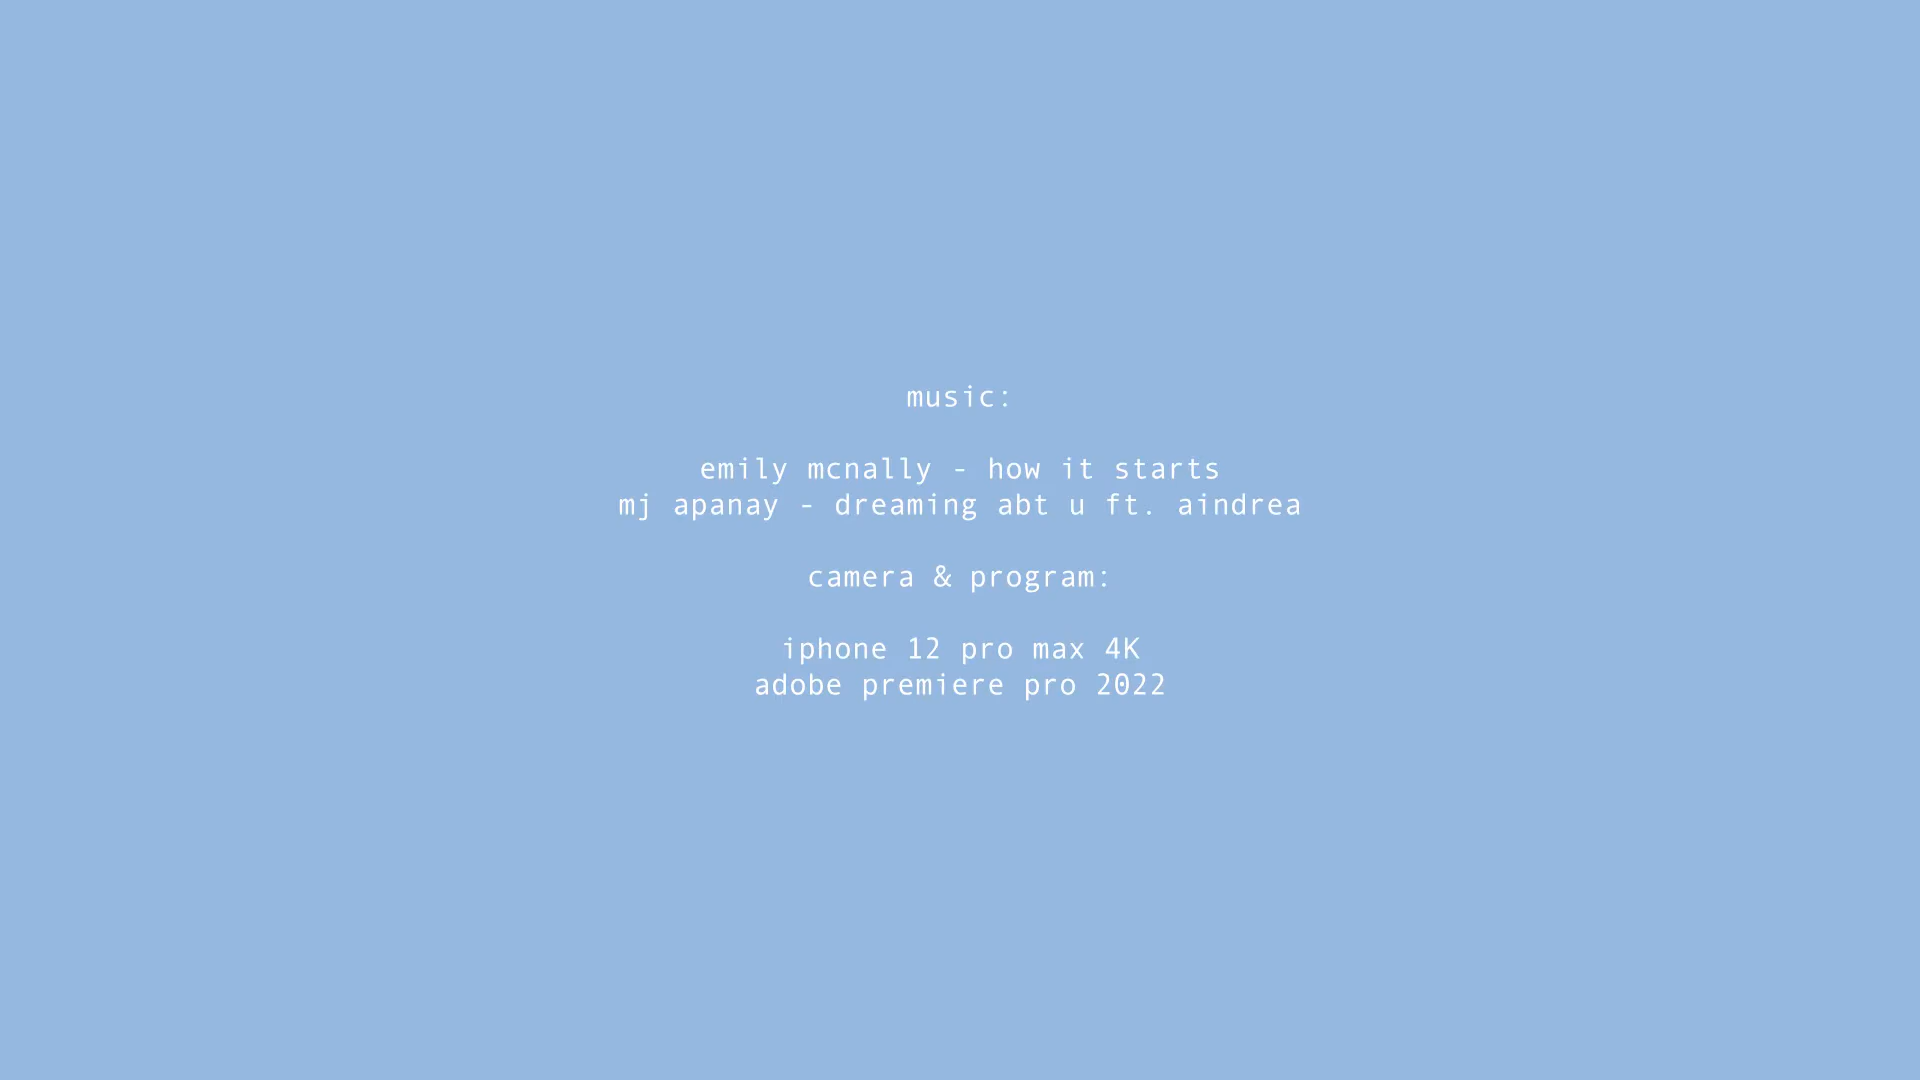 music:
emily mcnally - how it starts
mj apanay - dreaming abt u ft. aindrea
camera & program:
iphone 12 pro max 4K
adobe premiere pro 2022